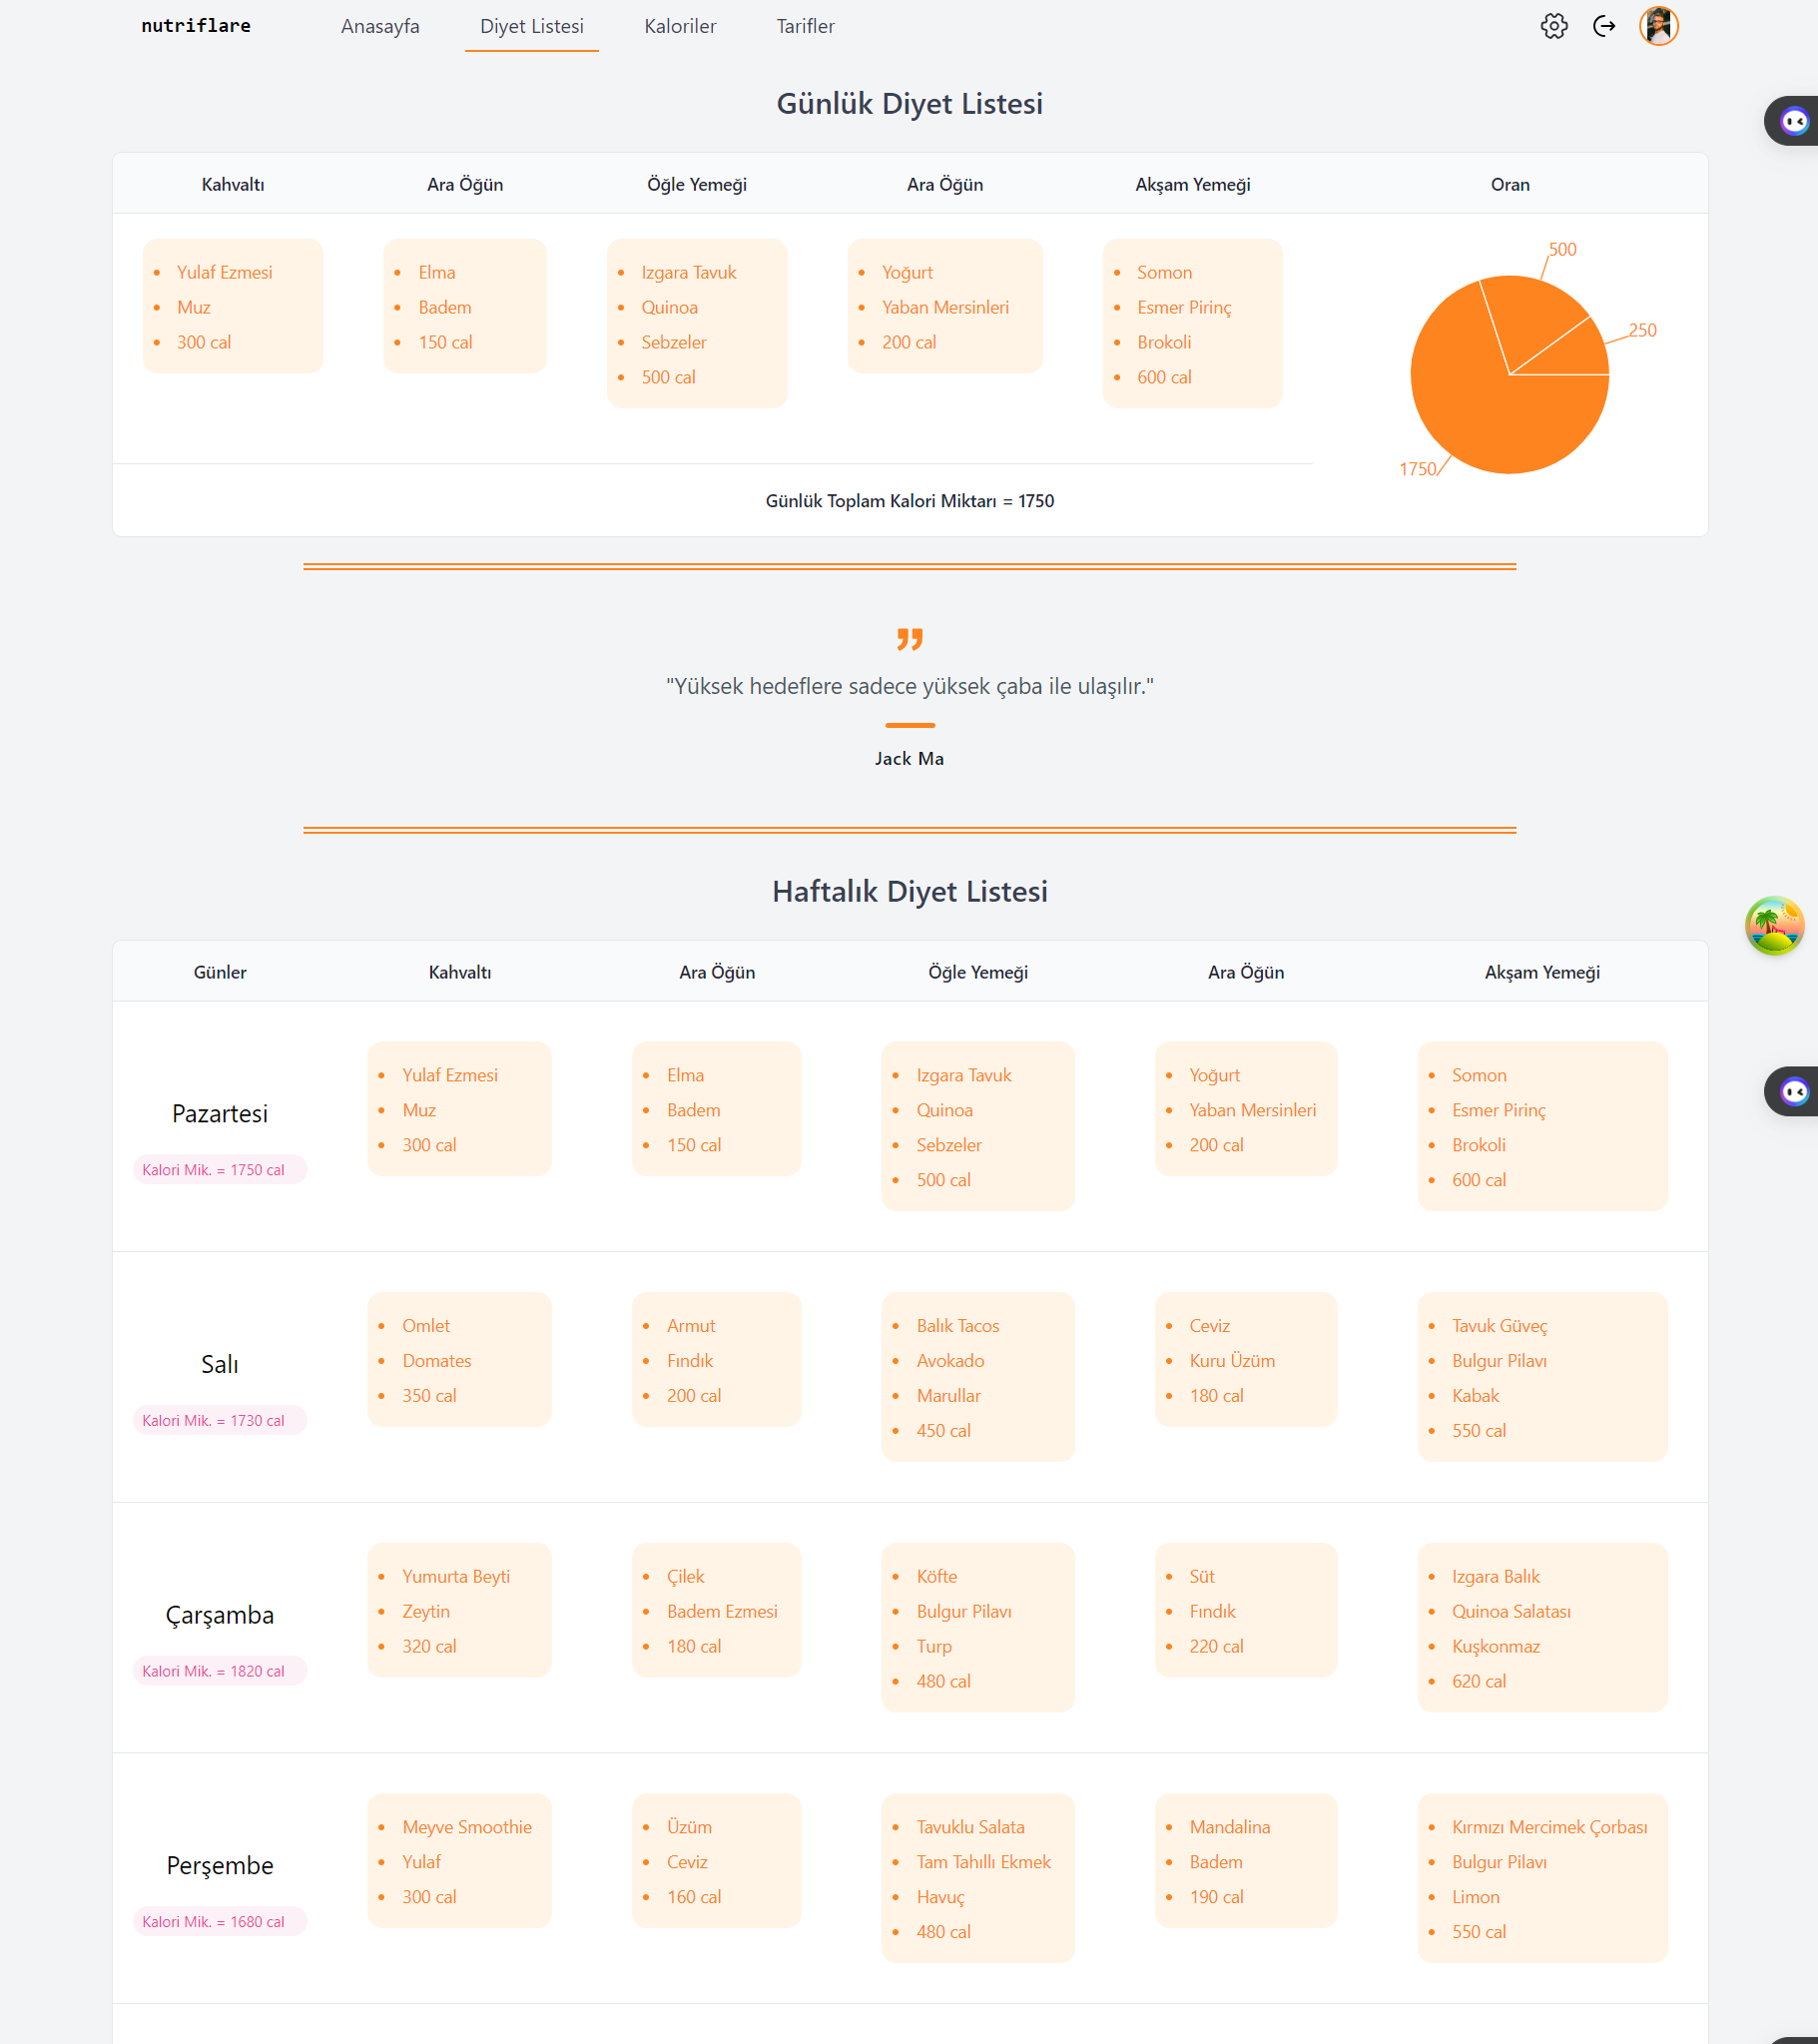 nutriflare Anasayfa Diyet Listesi Kaloriler Tarifler
Günlük Diyet Listesi
Kahvaltı Ara Öğün Öğle Yemeği Ara Öğün Akşam Yemeği Oran
Yulaf Ezmesi
Muz
300 cal
Elma
Badem
150 cal
Izgara Tavuk
Quinoa
Sebzeler
500 cal
Yoğurt
Yaban Mersinleri
200 cal
Somon
Esmer Pirinç
Brokoli
600 cal
500
250
1750
Günlük Toplam Kalori Miktarı = 1750
"Yüksek hedeflere sadece yüksek çaba ile ulaşılır."
Jack Ma
Haftalık Diyet Listesi
Günler Kahvaltı Ara Öğün Öğle Yemeği Ara Öğün Akşam Yemeği
Pazartesi
Kalori Mik. = 1750 cal
Yulaf Ezmesi
Muz
300 cal
Elma
Badem
150 cal
Izgara Tavuk
Quinoa
Sebzeler
500 cal
Yoğurt
Yaban Mersinleri
200 cal
Somon
Esmer Pirinç
Brokoli
600 cal
Salı
Kalori Mik. = 1730 cal
Omlet
Domates
350 cal
Armut
Fındık
200 cal
Balık Tacos
Avokado
Marullar
450 cal
Ceviz
Kuru Üzüm
180 cal
Tavuk Güveç
Bulgur Pilavı
Kabak
550 cal
Çarşamba
Kalori Mik. = 1820 cal
Yumurta Beyti
Zeytin
320 cal
Çilek
Badem Ezmesi
180 cal
Köfte
Bulgur Pilavı
Turp
480 cal
Süt
Fındık
220 cal
Izgara Balık
Quinoa Salatası
Kuşkonmaz
620 cal
Perşembe
Kalori Mik. = 1680 cal
Meyve Smoothie
Yulaf
300 cal
Üzüm
Ceviz
160 cal
Tavuklu Salata
Tam Tahıllı Ekmek
Havuç
480 cal
Mandalina
Badem
190 cal
Kırmızı Mercimek Çorbası
Bulgur Pilavı
Limon
550 cal